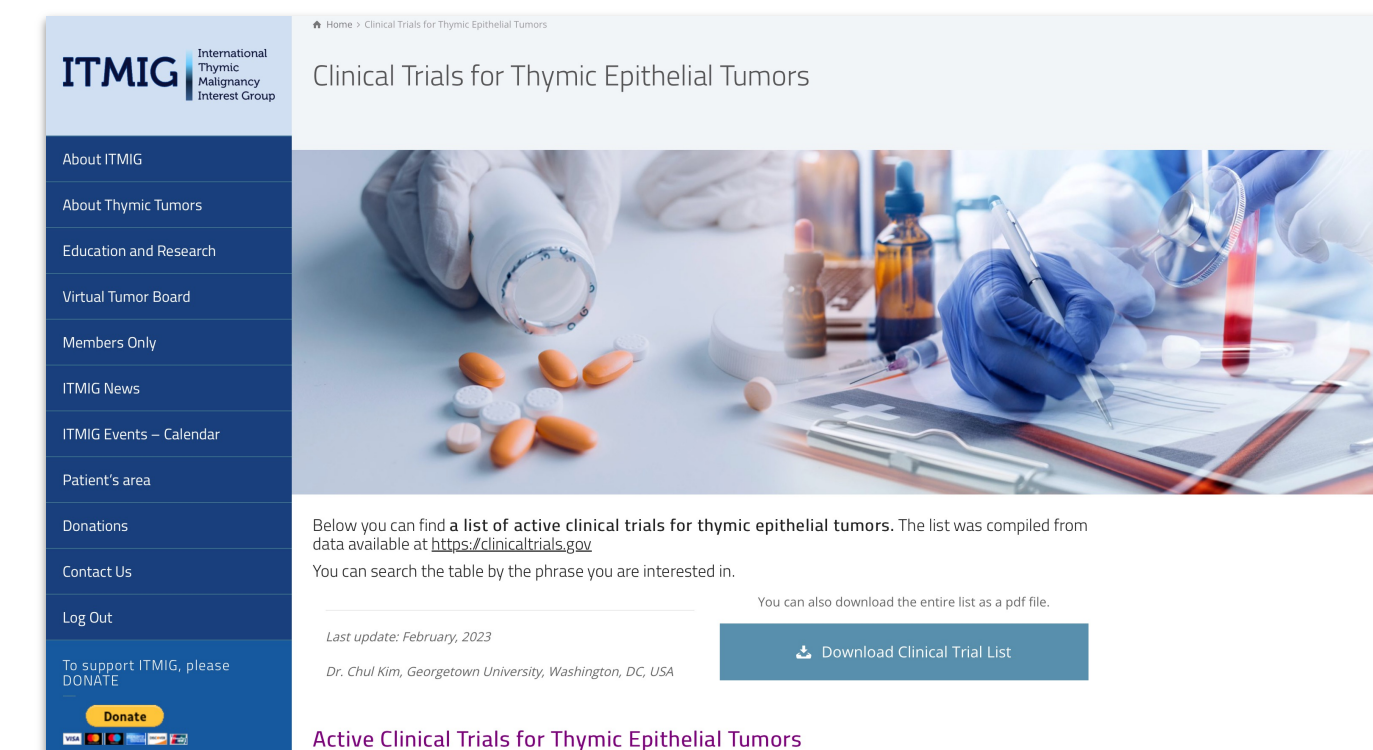 Home > Clinical Trials for Thymic Epithelial Tumors
ITMIG
International
Thymic
Malignancy
Interest Group
Clinical Trials for Thymic Epithelial Tumors
About ITMIG
About Thymic Tumors
Education and Research
Virtual Tumor Board
Members Only
ITMIG News
ITMIG Events – Calendar
Patient's area
Donations
Contact Us
Log Out
To support ITMIG, please
DONATE
Donate
VISA
Below you can find a list of active clinical trials for thymic epithelial tumors. The list was compiled from
data available at https://clinicaltrials.gov
You can search the table by the phrase you are interested in.
Last update: February, 2023
Dr. Chul Kim, Georgetown University, Washington, DC, USA
You can also download the entire list as a pdf file.
Download Clinical Trial List
Active Clinical Trials for Thymic Epithelial Tumors